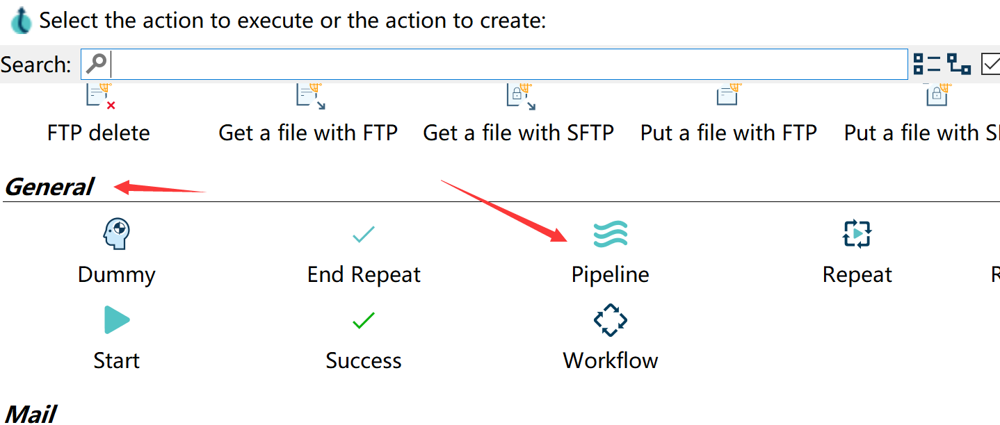 Select the action to execute or the action to create:
Search:
FTP delete Get a file with FTP Get a file with SFTP Put a file with FTP Put a file with
General
Dummy End Repeat Pipeline Repeat
Start Success Workflow
Mail